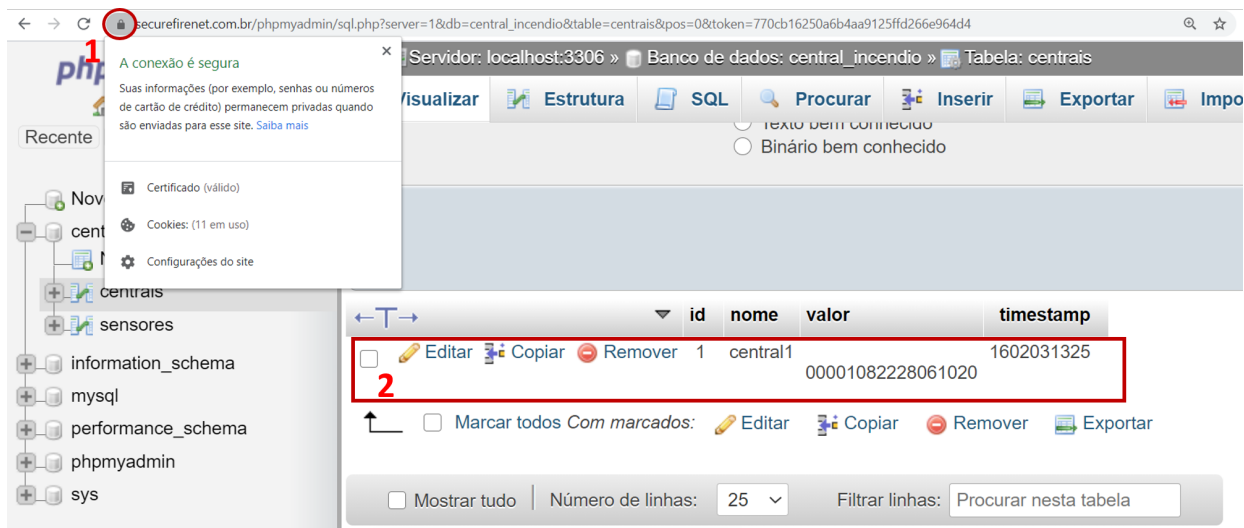 securefirenet.com.br/phpmyadmin/sql.php?server=1&db=central_incendio&table=centrais&pos=0&token=770cb16250a6b4aa9125ffd266e964d4
1
A conexão é segura
Suas informações (por exemplo, senhas ou números
de cartão de crédito) permanecem privadas quando
são enviadas para esse site. Saiba mais
Certificado (válido)
Cookies: (11 em uso)
Configurações do site
php
Recente
Nov
cent
N
centrais
sensores
information_schema
mysql
performance_schema
phpmyadmin
sys
Servidor: localhost:3306 » Banco de dados: central_incendio » Tabela: centrais
Visualizar Estrutura SQL Procurar Inserir Exportar Impo
Texto bem conhecido
Binário bem conhecido
←T→ id nome valor timestamp
Editar Copiar Remover 1 central1 00001082228061020 1602031325
2
Marcar todos Com marcados: Editar Copiar Remover Exportar
Mostrar tudo Número de linhas: 25 Filtrar linhas: Procurar nesta tabela